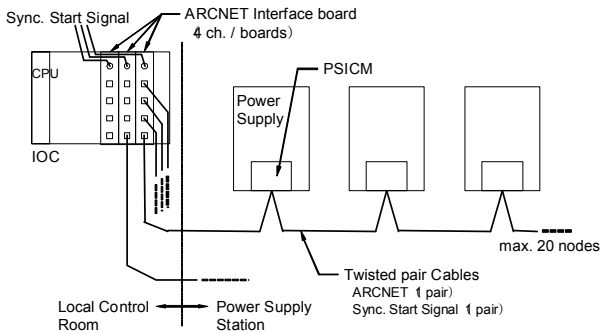 Sync. Start Signal
ARCNET Interface board
4 ch. / boards)
CPU
IOC
PSICM
Power
Supply
max. 20 nodes
Twisted pair Cables
ARCNET 1 pair)
Sync. Start Signal 1 pair)
Local Control
Room
Power Supply
Station